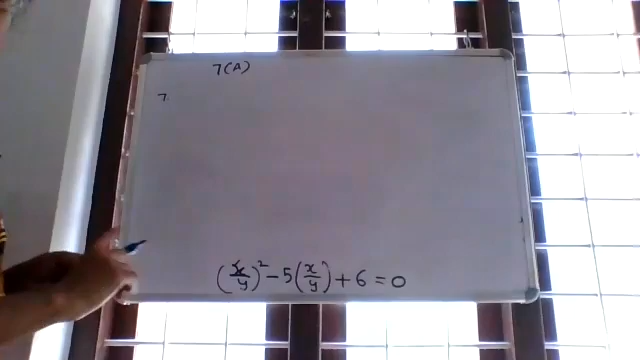 7(A)
7.
(x/y)² - 5(x/y) + 6 = 0